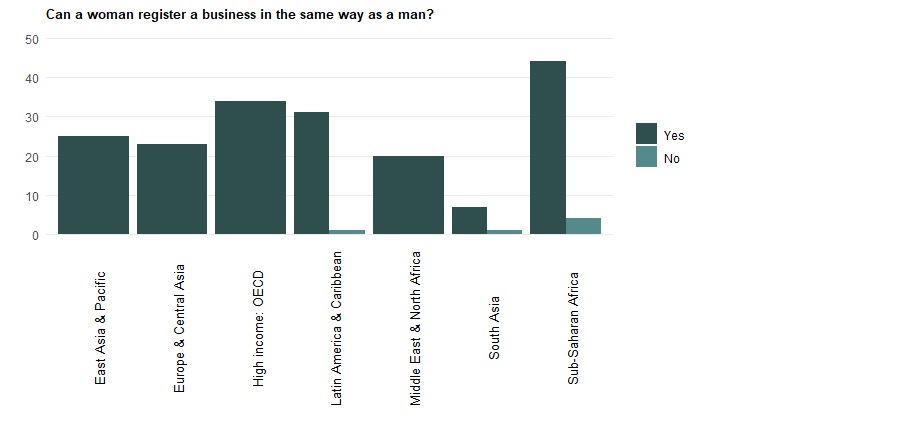 Can a woman register a business in the same way as a man?
50
40
30
20
10
0
Yes
No
East Asia & Pacific
Europe & Central Asia
High income: OECD
Latin America & Caribbean
Middle East & North Africa
South Asia
Sub-Saharan Africa